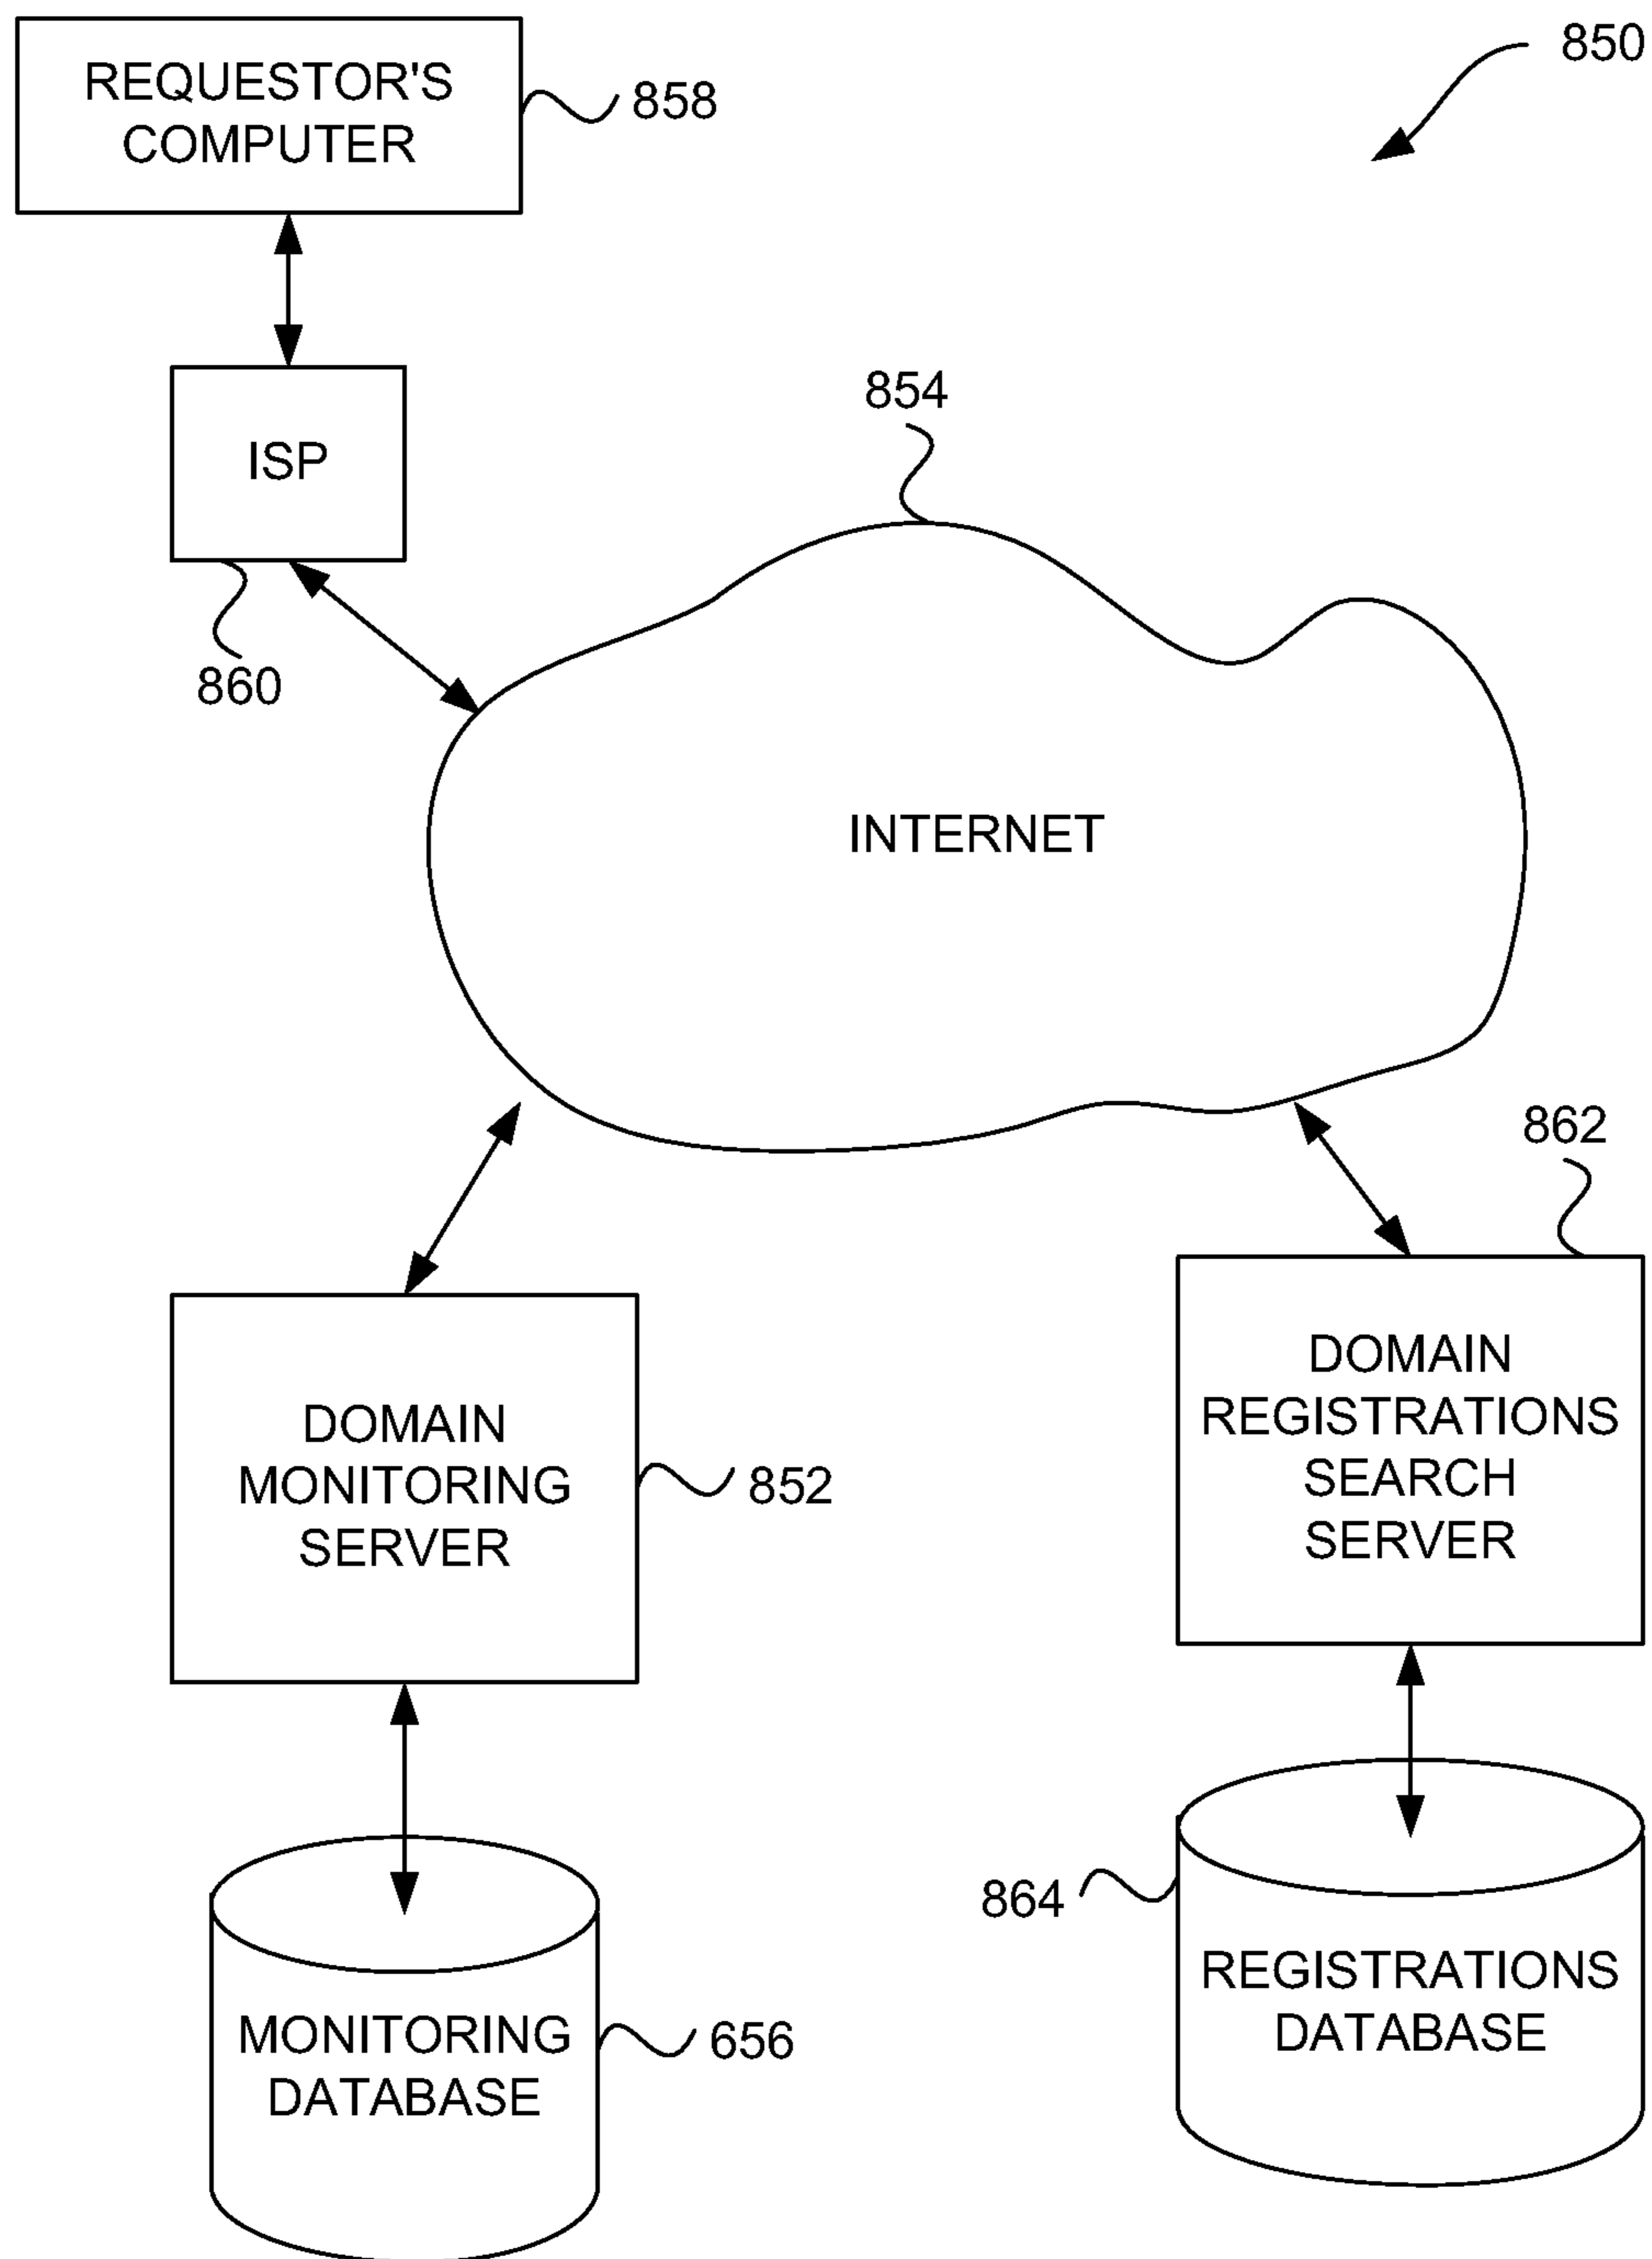 850
REQUESTOR'S
COMPUTER
858
ISP
860
854
INTERNET
862
DOMAIN
MONITORING
SERVER
852
DOMAIN
REGISTRATIONS
SEARCH
SERVER
MONITORING
DATABASE
656
864
REGISTRATIONS
DATABASE